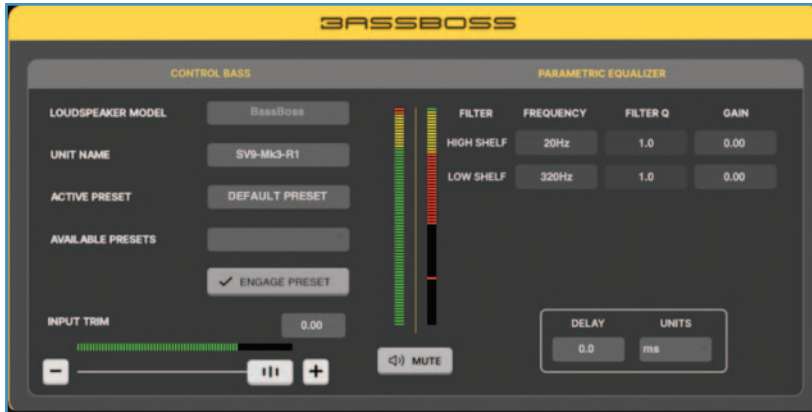 BASSBOSS
CONTROL BASS
LOUDSPEAKER MODEL BassBoss
UNIT NAME SV9-Mk3-R1
ACTIVE PRESET DEFAULT PRESET
AVAILABLE PRESETS
✓ ENGAGE PRESET
INPUT TRIM 0.00
− +
MUTE
PARAMETRIC EQUALIZER
FILTER FREQUENCY FILTER Q GAIN
HIGH SHELF 20Hz 1.0 0.00
LOW SHELF 320Hz 1.0 0.00
DELAY UNITS
0.0 ms